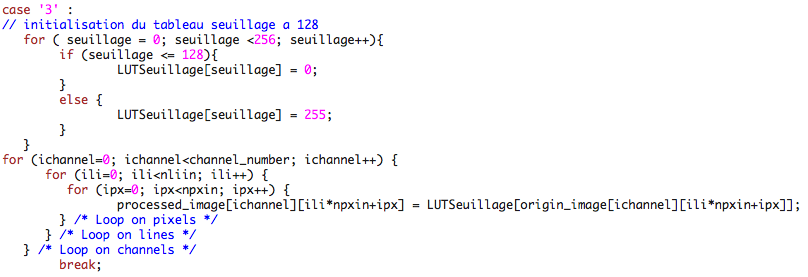 case '3' :
// initialisation du tableau seuillage a 128
for ( seuillage = 0; seuillage <256; seuillage++){
if (seuillage <= 128){
LUTSeuillage[seuillage] = 0;
}
else {
LUTSeuillage[seuillage] = 255;
}
}
for (ichannel=0; ichannel<channel_number; ichannel++) {
for (ili=0; ili<nliin; ili++) {
for (ipx=0; ipx<npxin; ipx++) {
processed_image[ichannel][ili*npxin+ipx] = LUTSeuillage[origin_image[ichannel][ili*npxin+ipx]];
} /* Loop on pixels */
} /* Loop on lines */
} /* Loop on channels */
break;